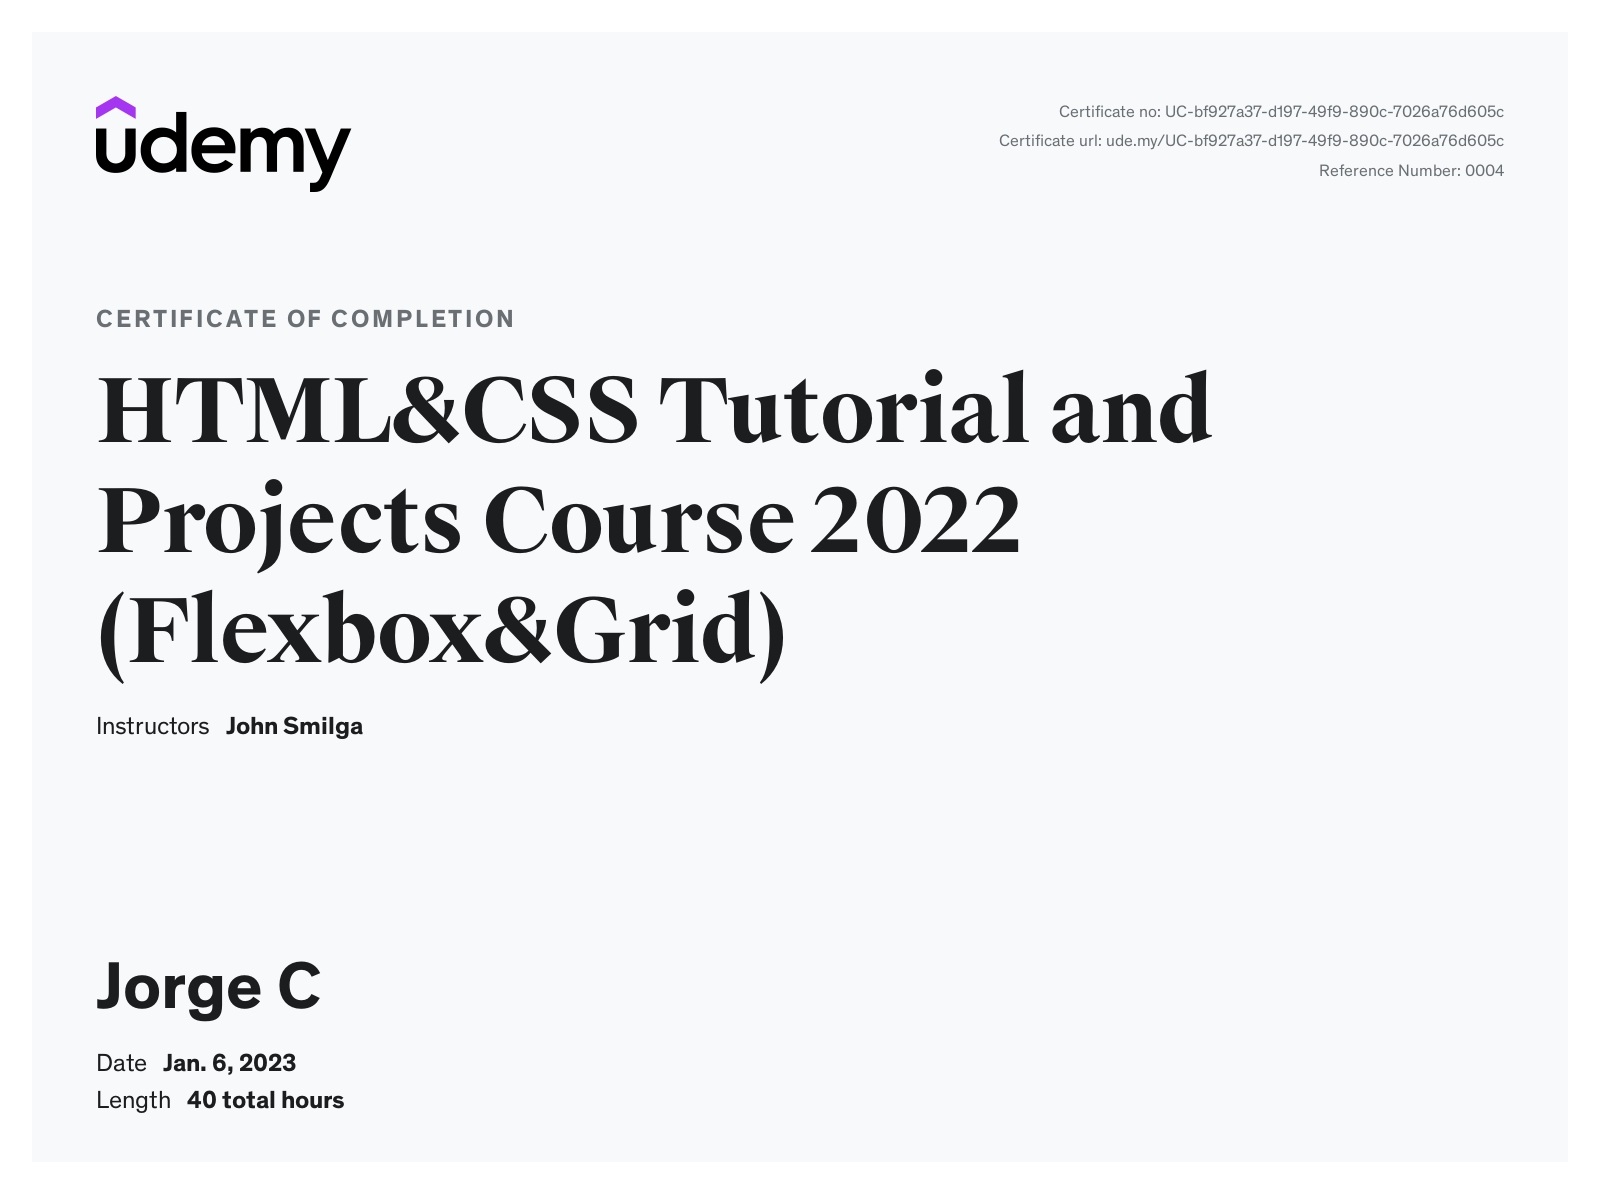 udemy
Certificate no: UC-bf927a37-d197-49f9-890c-7026a76d605c
Certificate url: ude.my/UC-bf927a37-d197-49f9-890c-7026a76d605c
Reference Number: 0004
CERTIFICATE OF COMPLETION
HTML&CSS Tutorial and
Projects Course 2022
(Flexbox&Grid)
Instructors John Smilga
Jorge C
Date Jan. 6, 2023
Length 40 total hours